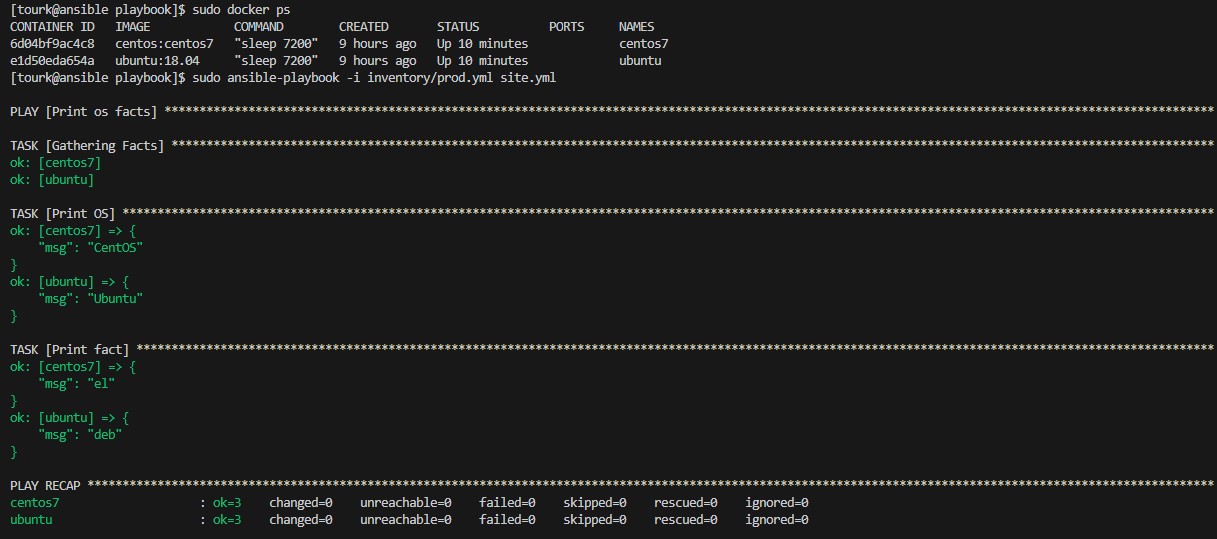 [tourk@ansible playbook]$ sudo docker ps
CONTAINER ID   IMAGE            COMMAND        CREATED       STATUS          PORTS     NAMES
6d04bf9ac4c8   centos:centos7   "sleep 7200"   9 hours ago   Up 10 minutes             centos7
e1d50eda654a   ubuntu:18.04     "sleep 7200"   9 hours ago   Up 10 minutes             ubuntu
[tourk@ansible playbook]$ sudo ansible-playbook -i inventory/prod.yml site.yml
PLAY [Print os facts] ******************************************************************************************************************************************************
TASK [Gathering Facts] *****************************************************************************************************************************************************
ok: [centos7]
ok: [ubuntu]
TASK [Print OS] ************************************************************************************************************************************************************
ok: [centos7] => {
    "msg": "CentOS"
}
ok: [ubuntu] => {
    "msg": "Ubuntu"
}
TASK [Print fact] **********************************************************************************************************************************************************
ok: [centos7] => {
    "msg": "el"
}
ok: [ubuntu] => {
    "msg": "deb"
}
PLAY RECAP *****************************************************************************************************************************************************************
centos7                    : ok=3    changed=0    unreachable=0    failed=0    skipped=0    rescued=0    ignored=0
ubuntu                     : ok=3    changed=0    unreachable=0    failed=0    skipped=0    rescued=0    ignored=0